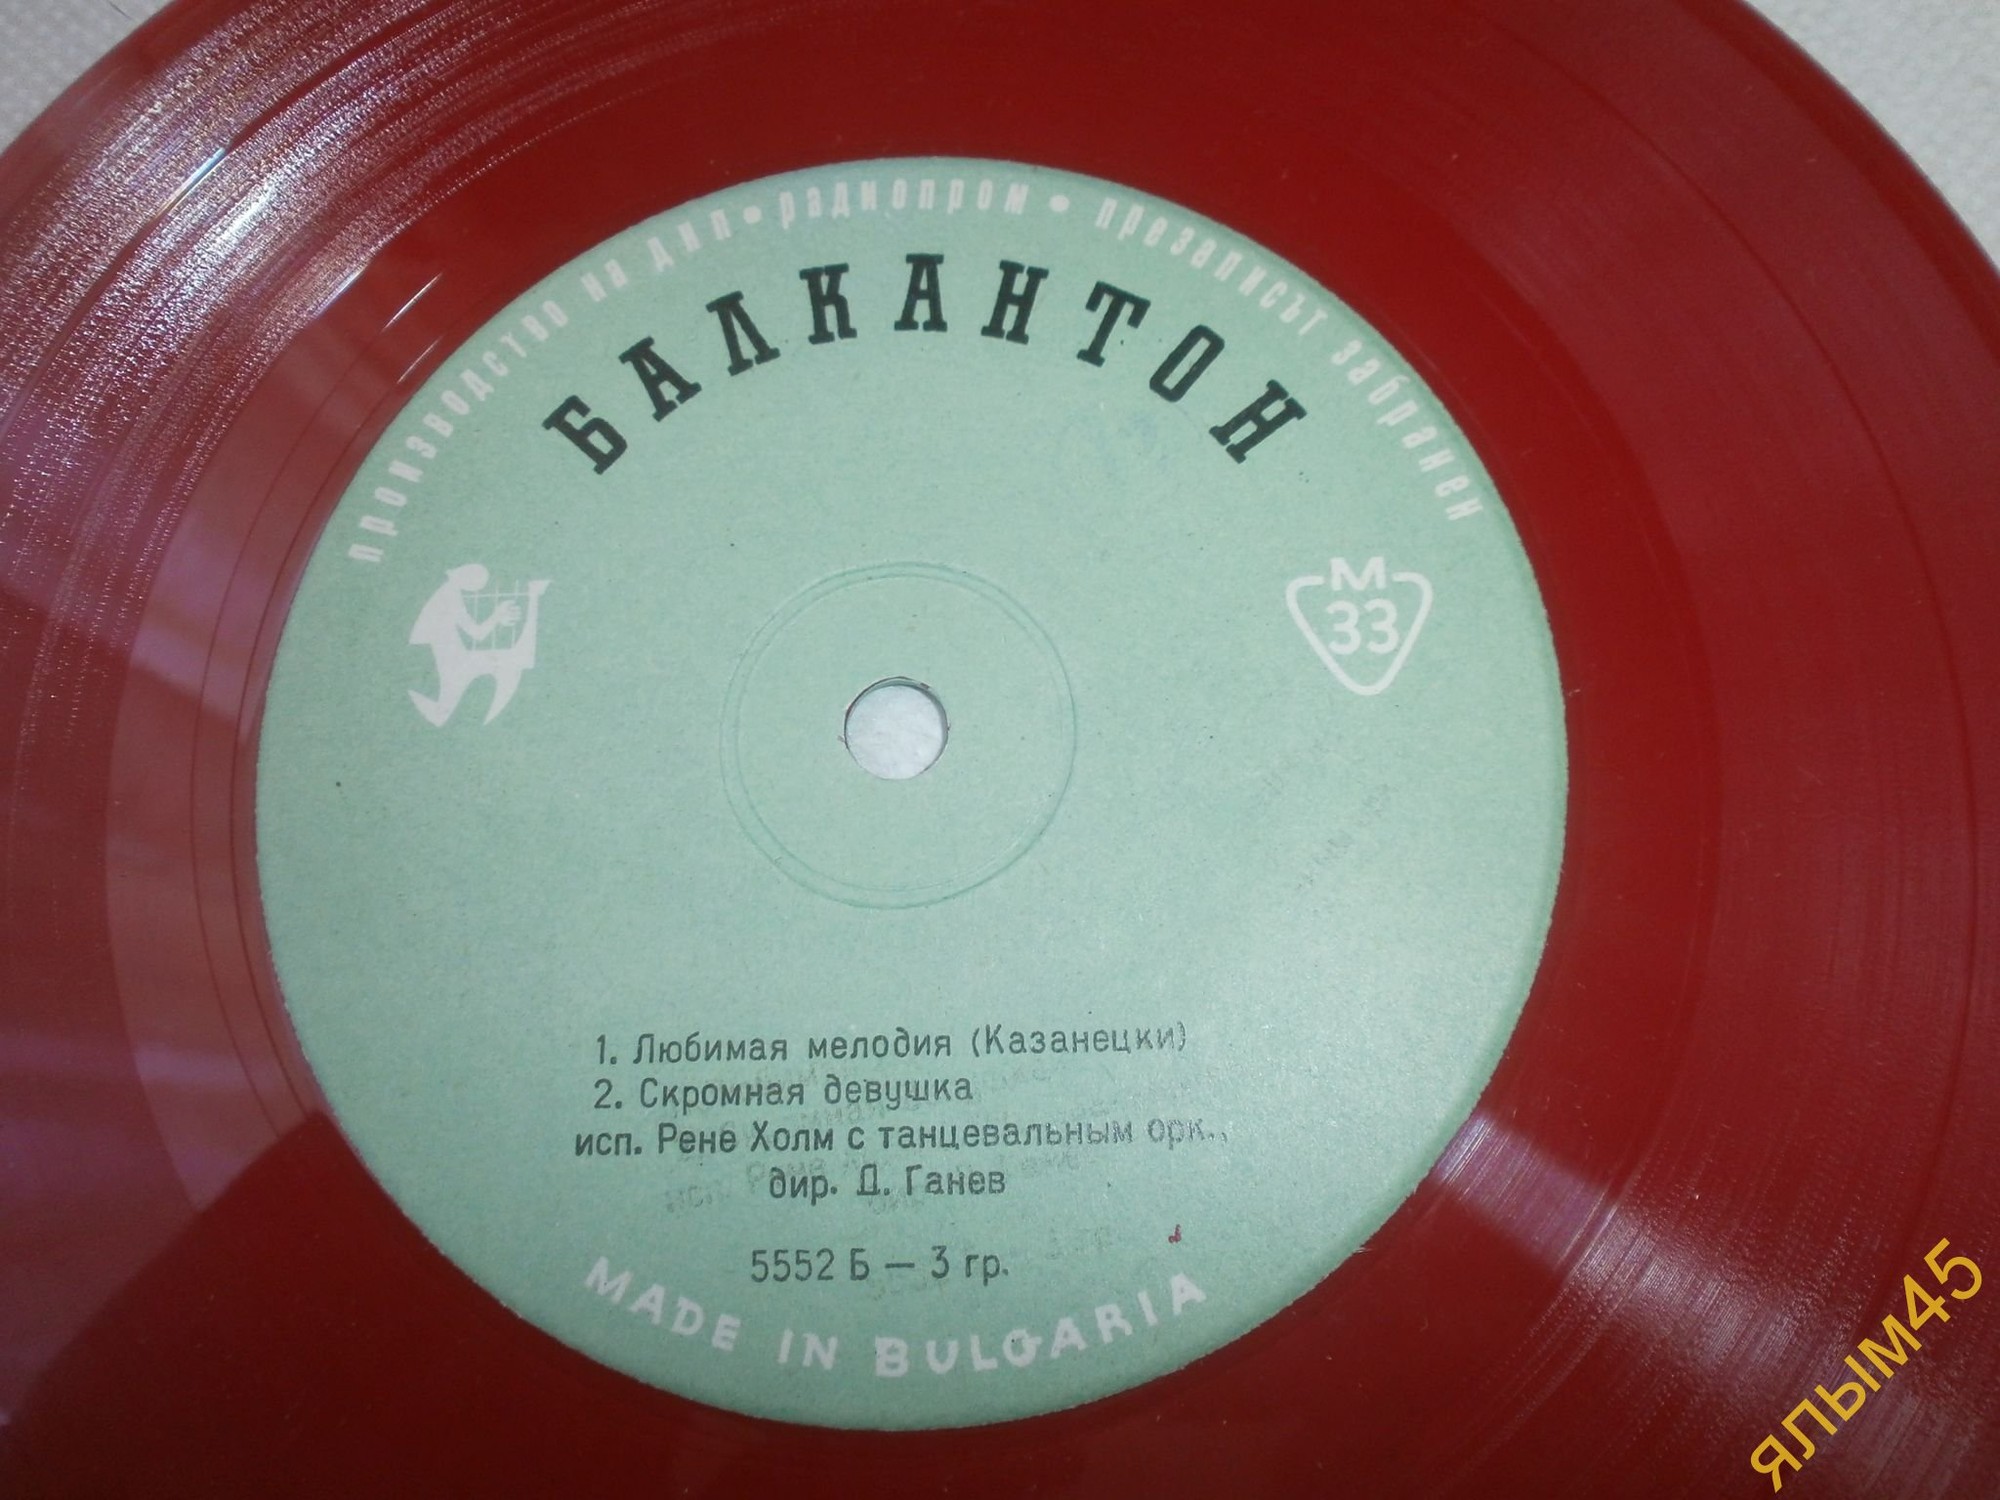 производство на дип • радиопром • презаписът забранен
БАЛКАНТОН
М
33
1. Любимая мелодия (Казанецки)
2. Скромная девушка
исп. Рене Холм с танцевальным орк.,
дир. Д. Ганев
5552 Б — 3 гр.
MADE IN BULGARIA
ялым45